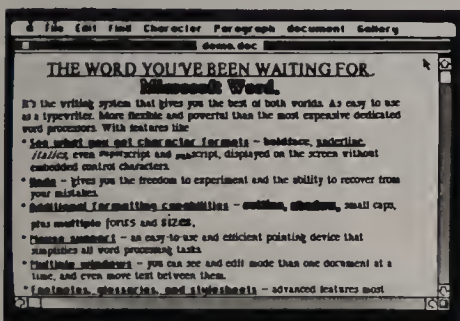 File Edit Find Character Paragraph document Gallery
demo.doc
THE WORD YOU'VE BEEN WAITING FOR.
Microsoft Word.
It's the writing system that gives you the best of both worlds. As easy to use
as a typewriter. More flexible and powerful than the most expensive dedicated
word processors. With features like
• See what you get character formats – boldface, underline,
italics, even superscript and subscript, displayed on the screen without
embedded control characters.
• Undo – gives you the freedom to experiment and the ability to recover from
your mistakes.
• Additional formatting capabilities – outline, shadow, small caps,
plus multiple fonts and sizes.
• Mouse support – an easy-to-use and efficient pointing device that
simplifies all word processing tasks.
• Multiple windows – you can see and edit mode than one document at a
time, and even move text between them.
• Footnotes, glossaries, and stylesheets – advanced features most